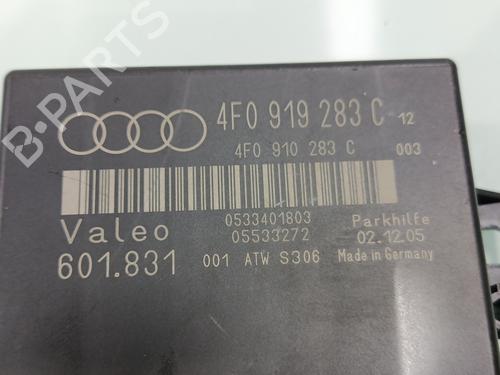 4F0 919 283 C 12
4F0 910 283 C 003
0533401803 Parkhilfe
Valeo 05533272 02.12.05
601.831 001 ATW S306 Made in Germany
B-PARTS